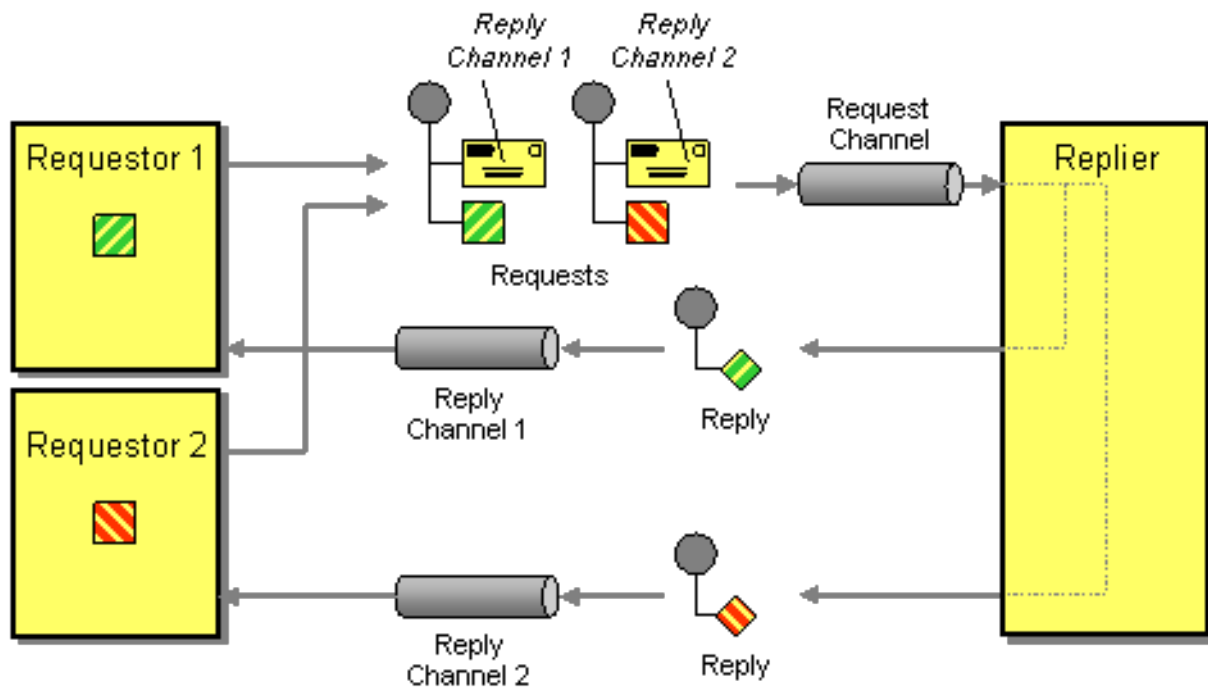 Reply
Channel 1
Reply
Channel 2
Request
Channel
Requestor 1
Replier
Requests
Reply
Channel 1
Reply
Requestor 2
Reply
Channel 2
Reply